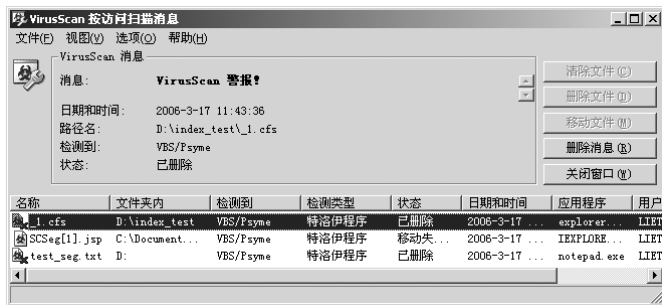 VirusScan 按访问扫描消息
文件(F) 视图(V) 选项(O) 帮助(H)
VirusScan 消息
消息: VirusScan 警报!
日期和时间: 2006-3-17 11:43:36
路径名: D:\index_test\_1.cfs
检测到: VBS/Psyme
状态: 已删除
清除文件(C)
删除文件(D)
移动文件(M)
删除消息(R)
关闭窗口(W)
名称 文件夹内 检测到 检测类型 状态 日期和时间 应用程序 用户
_1.cfs D:\index_test VBS/Psyme 特洛伊程序 已删除 2006-3-17 ... explorer... LIET
SCSeg[1].jsp C:\Document... VBS/Psyme 特洛伊程序 移动失... 2006-3-17 ... IEXPLORE... LIET
test_seg.txt D: VBS/Psyme 特洛伊程序 已删除 2006-3-17 ... notepad.exe LIET